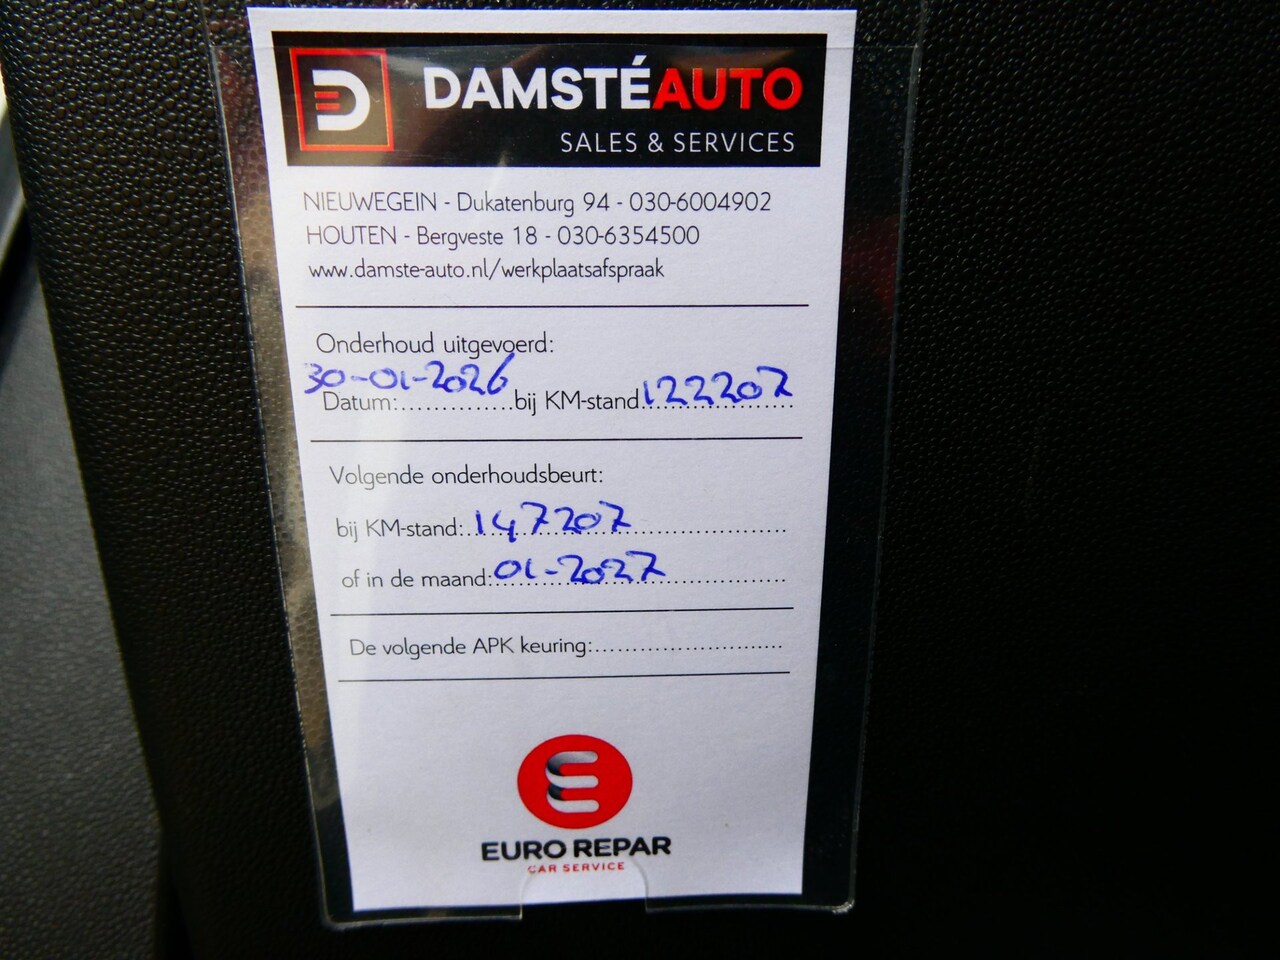 D DAMSTÉAUTO
SALES & SERVICES
NIEUWEGEIN - Dukatenburg 94 - 030-6004902
HOUTEN - Bergveste 18 - 030-6354500
www.damste-auto.nl/werkplaatsafspraak
Onderhoud uitgevoerd:
Datum: 30-01-2026 bij KM-stand 122207
Volgende onderhoudsbeurt:
bij KM-stand: 147207
of in de maand: 01-2027
De volgende APK keuring:........................
EURO REPAR
CAR SERVICE